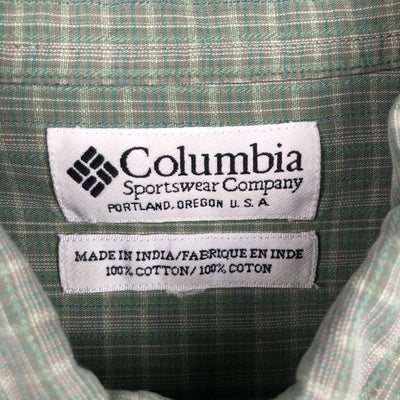 Columbia
Sportswear Company
PORTLAND, OREGON U.S.A.
MADE IN INDIA/FABRIQUE EN INDE
100% COTTON/100% COTON